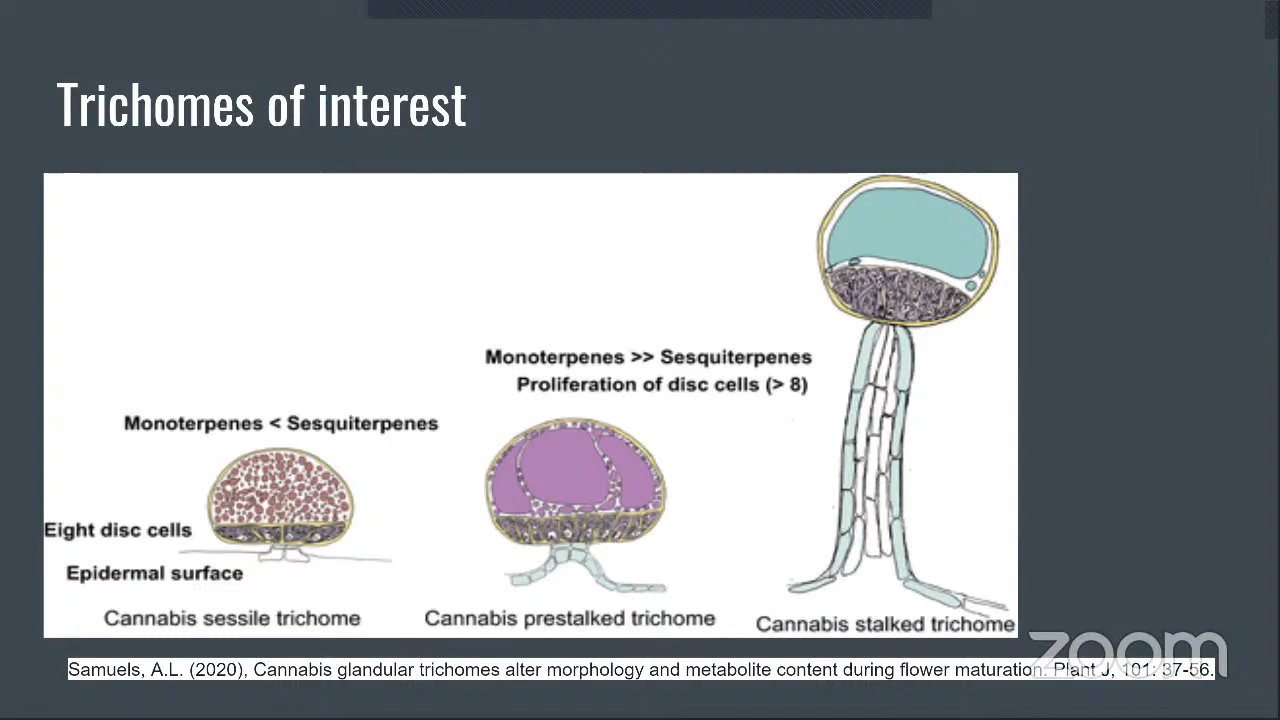 Trichomes of interest
Monoterpenes >> Sesquiterpenes
Proliferation of disc cells (> 8)
Monoterpenes < Sesquiterpenes
Eight disc cells
Epidermal surface
Cannabis sessile trichome
Cannabis prestalked trichome
Cannabis stalked trichome
zoom
Samuels, A.L. (2020), Cannabis glandular trichomes alter morphology and metabolite content during flower maturation. Plant J, 101: 37-56.